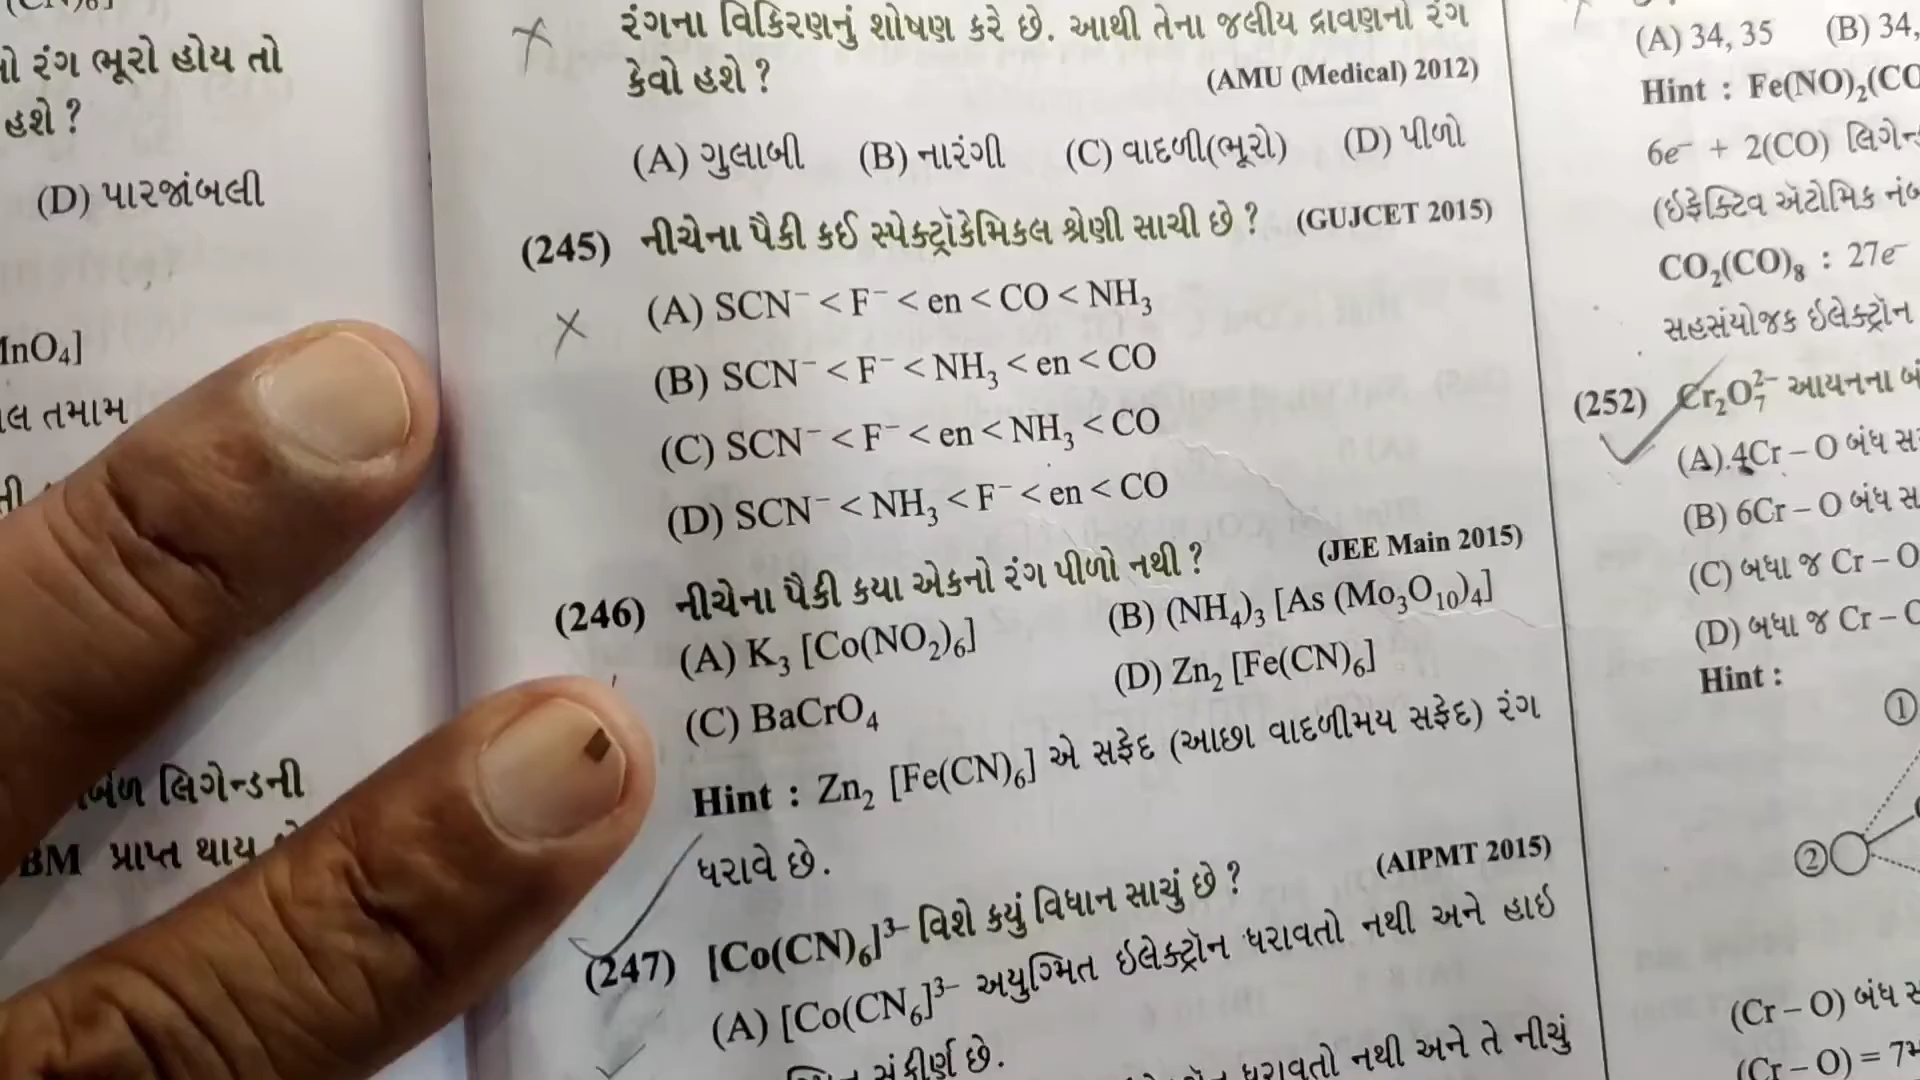 રંગ ભૂરો હોય તો
હશે ?
(D) પારજાંબલી
તમામ
લિગેન્ડની
BM પ્રાપ્ત થાય
રંગના વિકિરણનું શોષણ કરે છે. આથી તેના જલીય દ્રાવણનો રંગ
કેવો હશે ? (AMU (Medical) 2012)
(A) ગુલાબી (B) નારંગી (C) વાદળી(ભૂરો) (D) પીળો
(245) નીચેના પૈકી કઈ સ્પેક્ટ્રૉકેમિકલ શ્રેણી સાચી છે ? (GUJCET 2015)
(A) SCN⁻ < F⁻ < en < CO < NH₃
(B) SCN⁻ < F⁻ < NH₃ < en < CO
(C) SCN⁻ < F⁻ < en < NH₃ < CO
(D) SCN⁻ < NH₃ < F⁻ < en < CO
(246) નીચેના પૈકી કયા એકનો રંગ પીળો નથી ? (JEE Main 2015)
(A) K₃ [Co(NO₂)₆] (B) (NH₄)₃ [As (Mo₃O₁₀)₄]
(C) BaCrO₄ (D) Zn₂ [Fe(CN)₆]
Hint : Zn₂ [Fe(CN)₆] એ સફેદ (આછા વાદળીમય સફેદ) રંગ
ધરાવે છે.
(247) [Co(CN)₆]³⁻ વિશે કયું વિધાન સાચું છે ? (AIPMT 2015)
(A) [Co(CN₆]³⁻ અયુગ્મિત ઇલેક્ટ્રૉન ધરાવતો નથી અને હાઇ
સંકીર્ણ છે.
ધરાવતો નથી અને તે નીચું
(A) 34, 35 (B) 34,
Hint : Fe(NO)₂(CO
6e⁻ + 2(CO)
(ઇફેક્ટિવ ઍટોમિક
CO₂(CO)₈ : 27e⁻
સહસંયોજક ઇલેક્ટ્રૉન
(252) Cr₂O₇²⁻ આયનના
(A) 4Cr – O બંધ
(B) 6Cr – O બંધ
(C) બધા જ Cr – O
(D) બધા જ Cr –
Hint :
①
②
(Cr – O) બંધ
(Cr – O) = 7